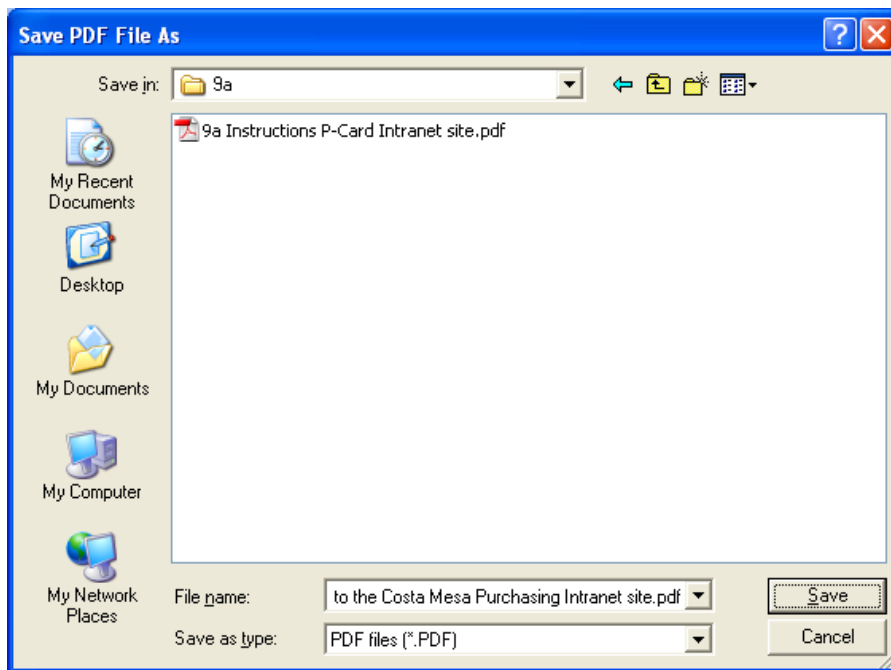 Save PDF File As
Save in:
9a
9a Instructions P-Card Intranet site.pdf
My Recent
Documents
Desktop
My Documents
My Computer
My Network
Places
File name:
to the Costa Mesa Purchasing Intranet site.pdf
Save
Save as type:
PDF files (*.PDF)
Cancel